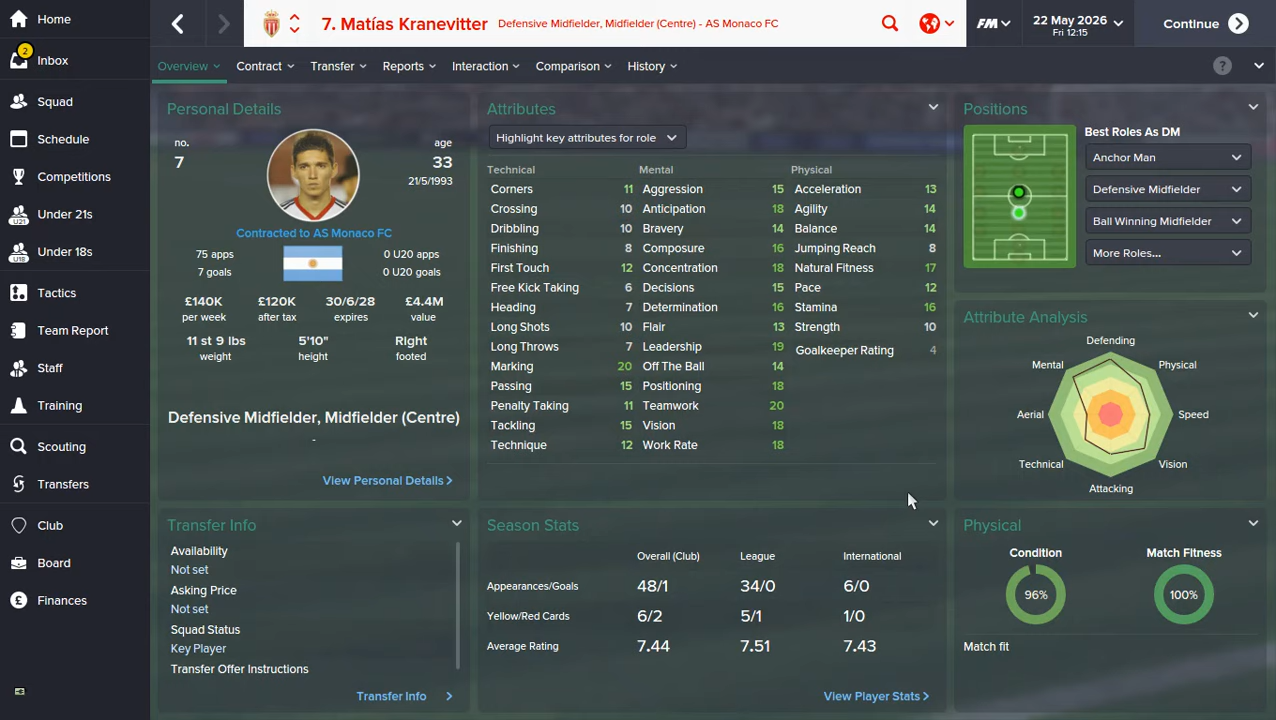 Home
7. Matías Kranevitter
Defensive Midfielder, Midfielder (Centre) - AS Monaco FC
FM
22 May 2026
Fri 12:15
Continue
2
Inbox
Squad
Schedule
Competitions
U21
Under 21s
U18
Under 18s
Tactics
Team Report
Staff
Training
Scouting
Transfers
Club
Board
Finances
Overview
Contract
Transfer
Reports
Interaction
Comparison
History
?
Personal Details
no.
7
age
33
21/5/1993
Contracted to AS Monaco FC
75 apps
7 goals
0 U20 apps
0 U20 goals
£140K
per week
£120K
after tax
30/6/28
expires
£4.4M
value
11 st 9 lbs
weight
5'10"
height
Right
footed
Defensive Midfielder, Midfielder (Centre)
-
View Personal Details >
Attributes
Highlight key attributes for role
Technical
Corners 11
Crossing 10
Dribbling 10
Finishing 8
First Touch 12
Free Kick Taking 6
Heading 7
Long Shots 10
Long Throws 7
Marking 20
Passing 15
Penalty Taking 11
Tackling 15
Technique 12
Mental
Aggression 15
Anticipation 18
Bravery 14
Composure 16
Concentration 18
Decisions 15
Determination 16
Flair 13
Leadership 19
Off The Ball 14
Positioning 18
Teamwork 20
Vision 18
Work Rate 18
Physical
Acceleration 13
Agility 14
Balance 14
Jumping Reach 8
Natural Fitness 17
Pace 12
Stamina 16
Strength 10
Goalkeeper Rating 4
Positions
Best Roles As DM
Anchor Man
Defensive Midfielder
Ball Winning Midfielder
More Roles...
Attribute Analysis
Defending
Mental
Physical
Aerial
Speed
Technical
Vision
Attacking
Transfer Info
Availability
Not set
Asking Price
Not set
Squad Status
Key Player
Transfer Offer Instructions
Transfer Info >
Season Stats
Overall (Club) League International
Appearances/Goals 48/1 34/0 6/0
Yellow/Red Cards 6/2 5/1 1/0
Average Rating 7.44 7.51 7.43
View Player Stats >
Physical
Condition
96%
Match Fitness
100%
Match fit